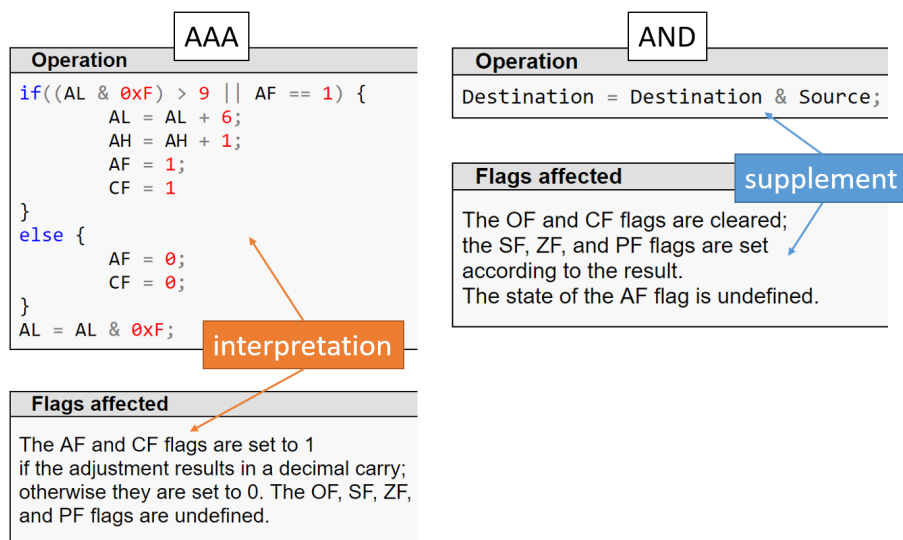 AAA
Operation
if((AL & 0xF) > 9 || AF == 1) {
AL = AL + 6;
AH = AH + 1;
AF = 1;
CF = 1
}
else {
AF = 0;
CF = 0;
}
AL = AL & 0xF;
interpretation
Flags affected
The AF and CF flags are set to 1
if the adjustment results in a decimal carry;
otherwise they are set to 0. The OF, SF, ZF,
and PF flags are undefined.
AND
Operation
Destination = Destination & Source;
supplement
Flags affected
The OF and CF flags are cleared;
the SF, ZF, and PF flags are set
according to the result.
The state of the AF flag is undefined.